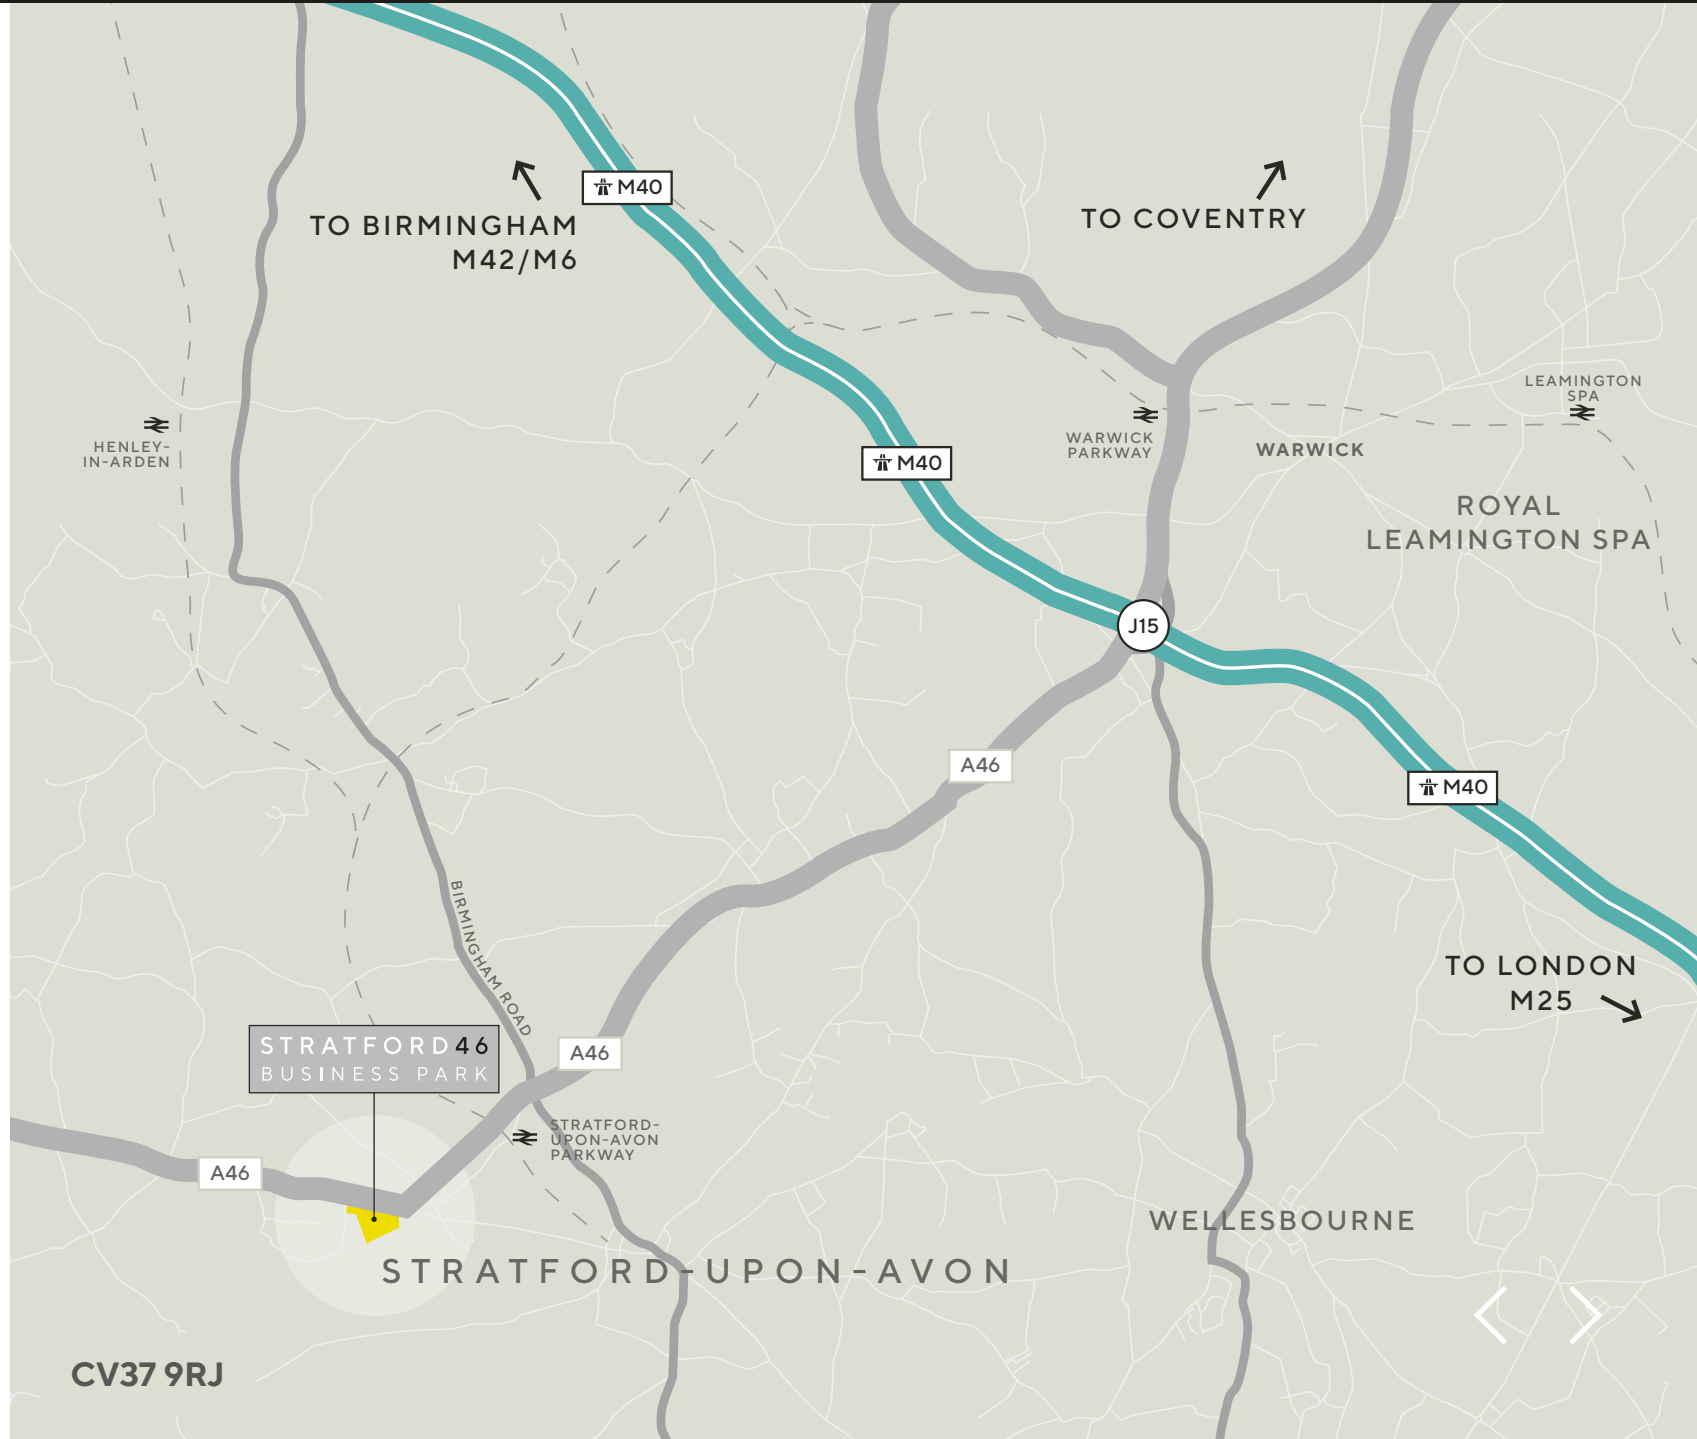 M40
TO BIRMINGHAM
M42/M6
TO COVENTRY
LEAMINGTON
SPA
HENLEY-
IN-ARDEN
WARWICK
PARKWAY
WARWICK
M40
ROYAL
LEAMINGTON SPA
J15
A46
M40
BIRMINGHAM ROAD
TO LONDON
M25
STRATFORD46
BUSINESS PARK
A46
STRATFORD-
UPON-AVON
PARKWAY
A46
WELLESBOURNE
STRATFORD-UPON-AVON
CV37 9RJ